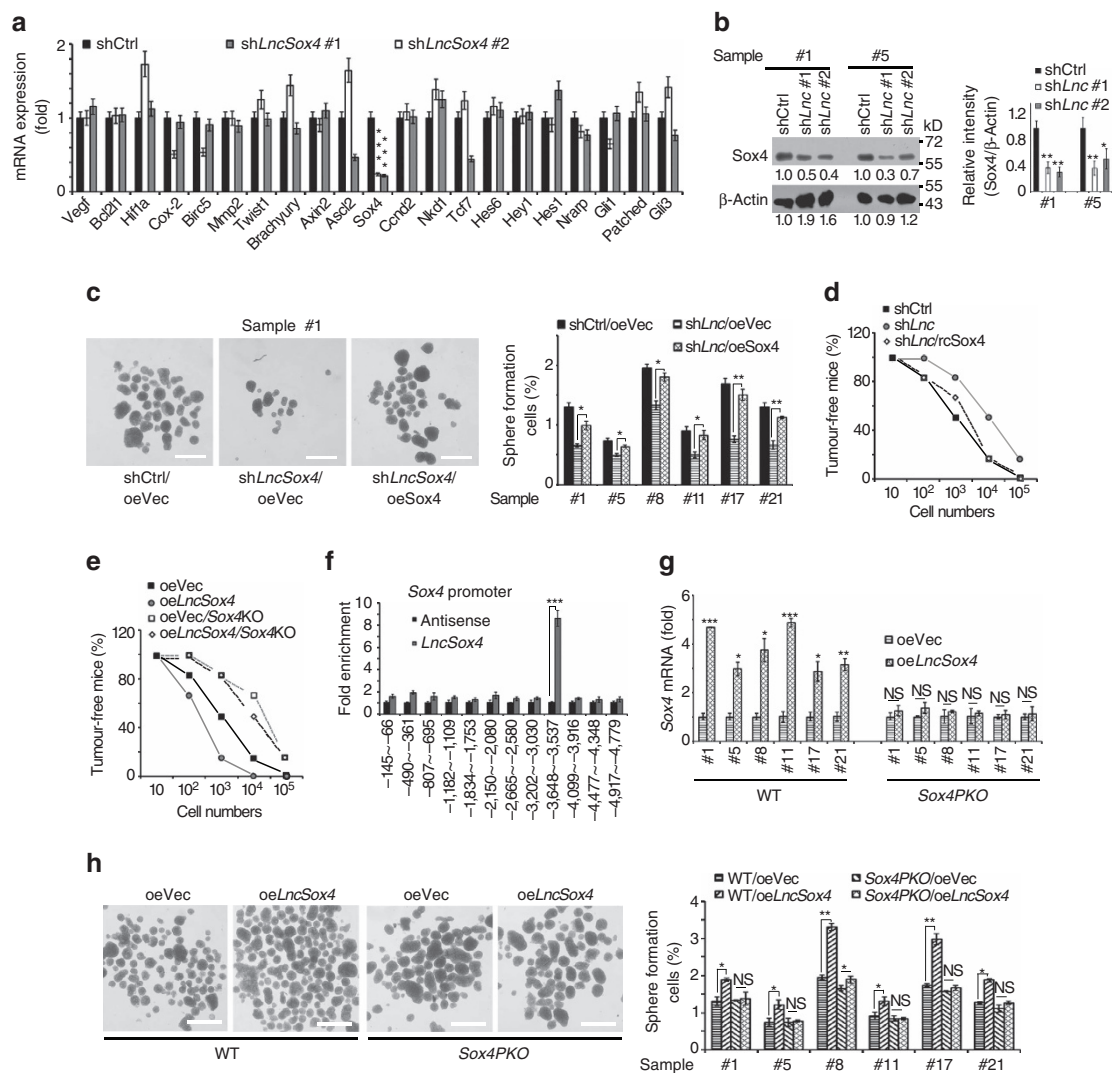 a
shCtrl shLncSox4 #1 shLncSox4 #2
mRNA expression
(fold)
2
1
0
****
****
Vegf Bcl2l1 Hif1a Cox-2 Birc5 Mmp2 Twist1 Brachyury Axin2 Ascl2 Sox4 Ccnd2 Nkd1 Tcf7 Hes6 Hey1 Hes1 Nrarp Gli1 Patched Gli3
b
Sample #1 #5
shCtrl shLnc #1 shLnc #2 shCtrl shLnc #1 shLnc #2
kD
Sox4
72
55
1.0 0.5 0.4 1.0 0.3 0.7
β-Actin
55
43
1.0 1.9 1.6 1.0 0.9 1.2
shCtrl
shLnc #1
shLnc #2
Relative intensity
(Sox4/β-Actin)
1.2
0.8
0.4
0
** ** ** *
#1 #5
c
Sample #1
shCtrl/
oeVec
shLncSox4/
oeVec
shLncSox4/
oeSox4
shCtrl/oeVec shLnc/oeVec
shLnc/oeSox4
Sphere formation
cells (%)
2
1
0
* * * * ** **
Sample #1 #5 #8 #11 #17 #21
d
shCtrl
shLnc
shLnc/rcSox4
Tumour-free mice (%)
120
80
40
0
10 10² 10³ 10⁴ 10⁵
Cell numbers
e
oeVec
oeLncSox4
oeVec/Sox4KO
oeLncSox4/Sox4KO
Tumour-free mice (%)
120
80
40
0
10 10² 10³ 10⁴ 10⁵
Cell numbers
f
Sox4 promoter
Antisense
LncSox4
Fold enrichment
10
8
6
4
2
0
***
−145~−66
−490~−361
−807~−695
−1,182~−1,109
−1,834~−1,753
−2,150~−2,080
−2,665~−2,580
−3,202~−3,030
−3,648~−3,537
−4,099~−3,916
−4,477~−4,348
−4,917~−4,779
g
oeVec
oeLncSox4
Sox4 mRNA (fold)
6
4
2
0
*** * * *** * **
NS NS NS NS NS NS
#1 #5 #8 #11 #17 #21 #1 #5 #8 #11 #17 #21
WT Sox4PKO
h
oeVec oeLncSox4 oeVec oeLncSox4
WT Sox4PKO
WT/oeVec Sox4PKO/oeVec
WT/oeLncSox4 Sox4PKO/oeLncSox4
Sphere formation
cells (%)
4
3
2
1
0
* NS * NS ** * * NS ** NS * NS
Sample #1 #5 #8 #11 #17 #21